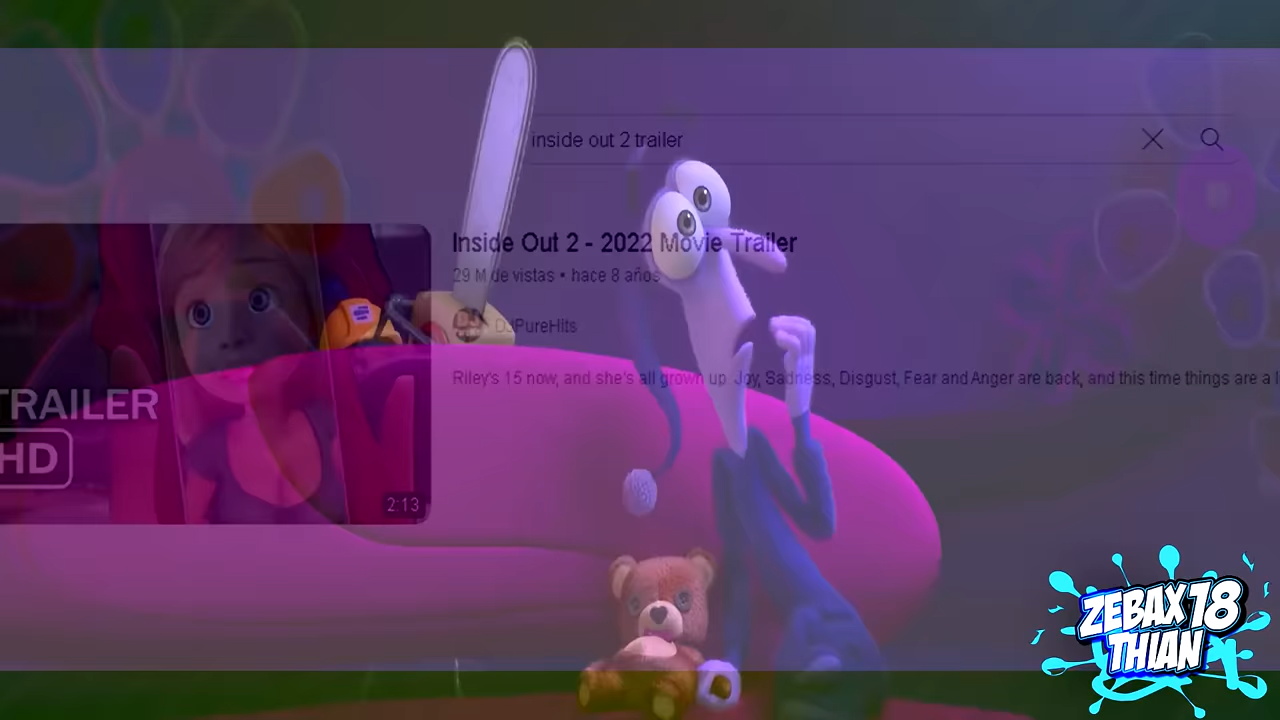 inside out 2 trailer
Inside Out 2 - 2022 Movie Trailer
29 M de vistas • hace 8 años
DJPureHits
Riley's 15 now, and she's all grown up Joy, Sadness, Disgust, Fear and Anger are back, and this time things are a l
TRAILER
HD
2:13
ZEBAX78
THIAN